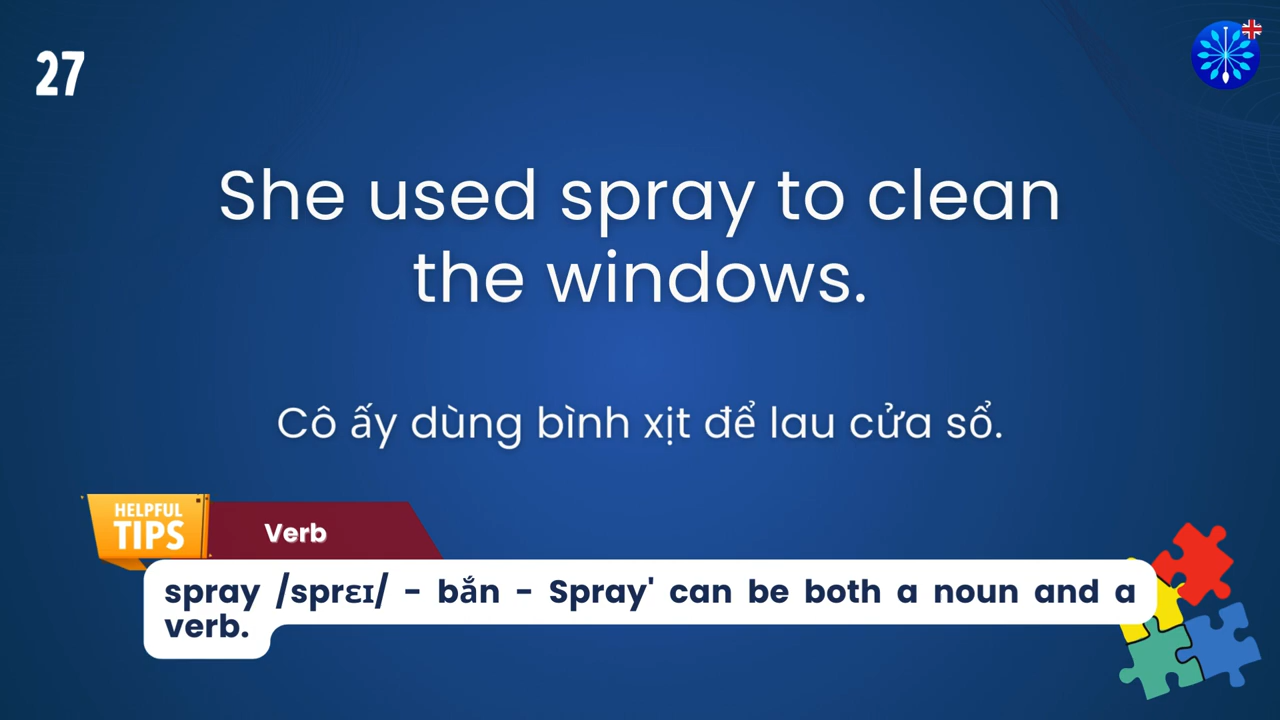 27
She used spray to clean
the windows.
Cô ấy dùng bình xịt để lau cửa sổ.
HELPFUL
TIPS
Verb
spray /sprɛɪ/ - bắn - Spray' can be both a noun and a
verb.